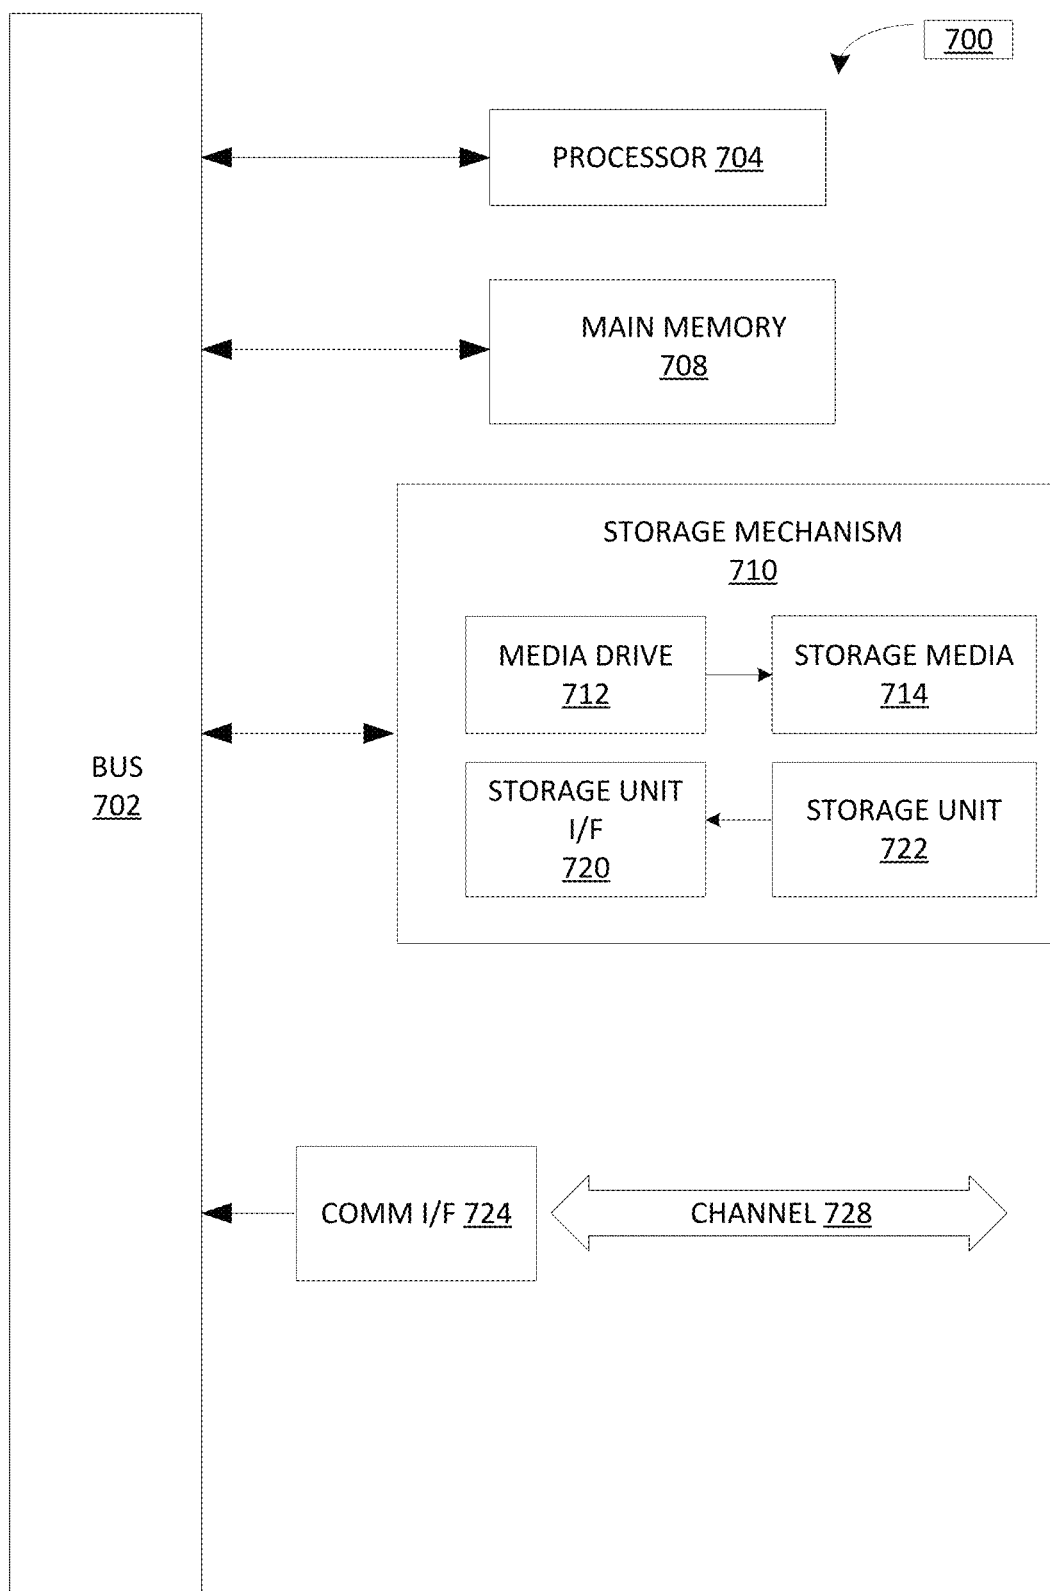 700
PROCESSOR 704
MAIN MEMORY
708
STORAGE MECHANISM
710
MEDIA DRIVE
712
STORAGE MEDIA
714
BUS
702
STORAGE UNIT
I/F
720
STORAGE UNIT
722
COMM I/F 724
CHANNEL 728